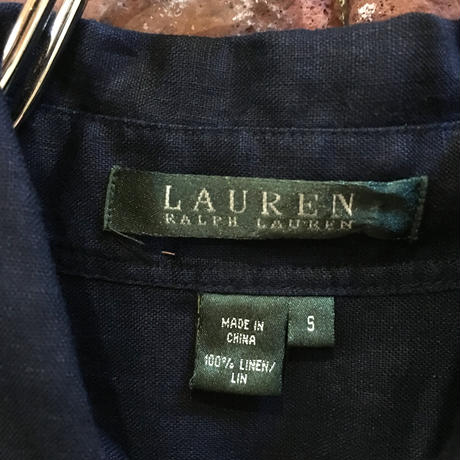 LAUREN
RALPH LAUREN
MADE IN
CHINA
100% LINEN/
LIN
S